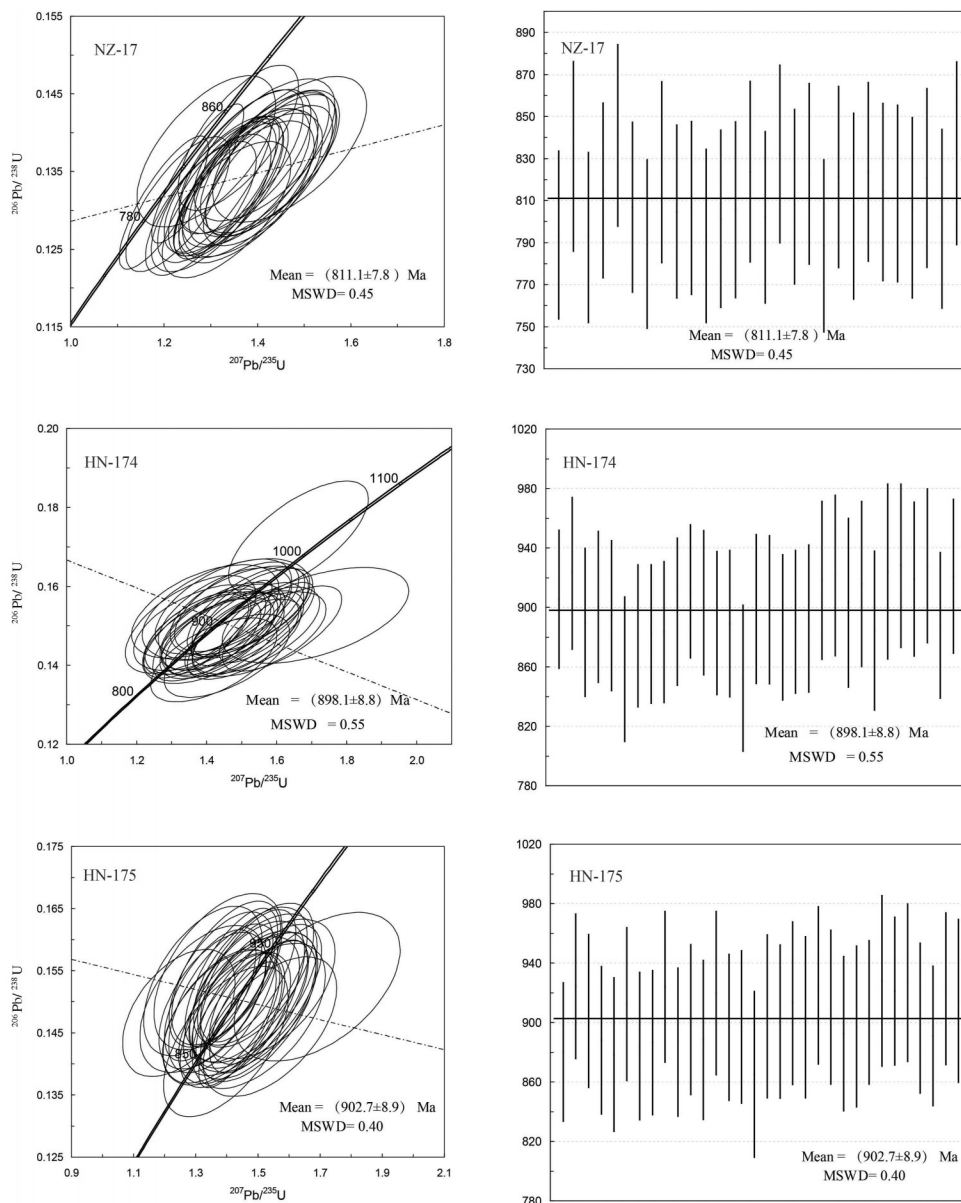 NZ-17
0.155
0.145
0.135
0.125
0.115
²⁰⁶Pb/²³⁸U
860
780
Mean = （811.1±7.8 ）Ma
MSWD= 0.45
1.0
1.2
1.4
1.6
1.8
²⁰⁷Pb/²³⁵U
NZ-17
890
870
850
830
810
790
770
750
730
Mean = （811.1±7.8 ）Ma
MSWD= 0.45
HN-174
0.20
0.18
0.16
0.14
0.12
²⁰⁶Pb/²³⁸U
1100
1000
900
800
Mean = （898.1±8.8）Ma
MSWD = 0.55
1.0
1.2
1.4
1.6
1.8
2.0
²⁰⁷Pb/²³⁵U
HN-174
1020
980
940
900
860
820
780
Mean = （898.1±8.8）Ma
MSWD = 0.55
HN-175
0.175
0.165
0.155
0.145
0.135
0.125
²⁰⁶Pb/²³⁸U
950
850
Mean = （902.7±8.9） Ma
MSWD= 0.40
0.9
1.1
1.3
1.5
1.7
1.9
2.1
²⁰⁷Pb/²³⁵U
HN-175
1020
980
940
900
860
820
780
Mean = （902.7±8.9） Ma
MSWD= 0.40